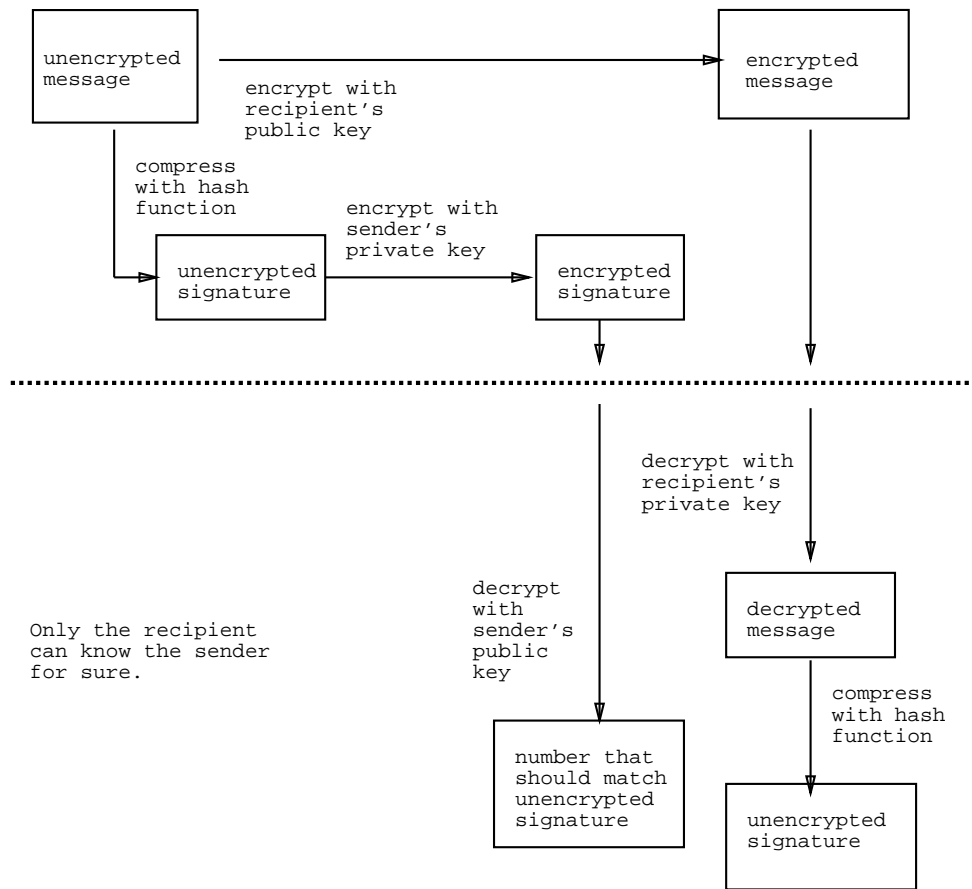 unencrypted
message
encrypt with
recipient's
public key
encrypted
message
compress
with hash
function
encrypt with
sender's
private key
unencrypted
signature
encrypted
signature
decrypt with
recipient's
private key
decrypt
with
sender's
public
key
decrypted
message
Only the recipient
can know the sender
for sure.
compress
with hash
function
number that
should match
unencrypted
signature
unencrypted
signature